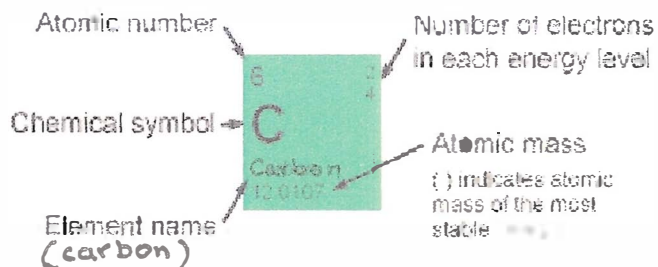 Atomic number
Number of electrons
in each energy level
6
2
4
Chemical symbol
C
Carbon
12.0107
Atomic mass
( ) indicates atomic
mass of the most
stable
Element name
(carbon)